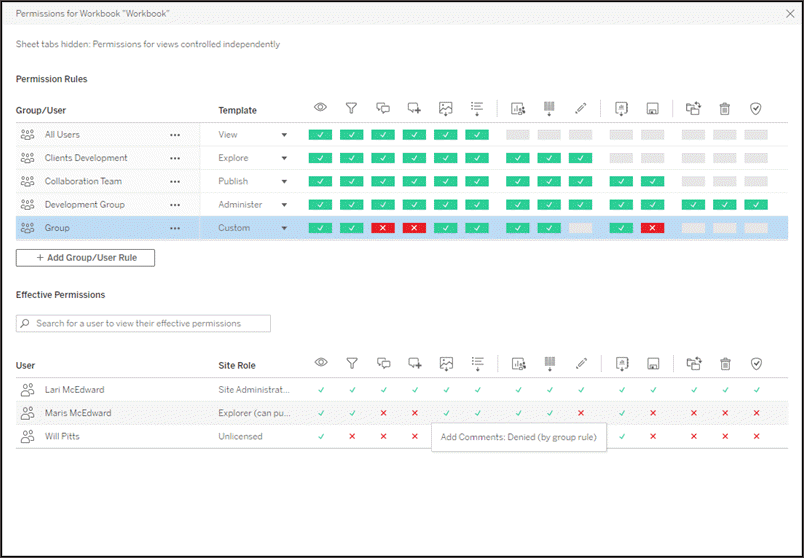 Permissions for Workbook "Workbook"
Sheet tabs hidden: Permissions for views controlled independently
Permission Rules
Group/User Template
All Users ••• View
Clients Development ••• Explore
Collaboration Team ••• Publish
Development Group ••• Administer
Group ••• Custom
+ Add Group/User Rule
Effective Permissions
Search for a user to view their effective permissions
User Site Role
Lari McEdward Site Administrat...
Maris McEdward Explorer (can pu...
Will Pitts Unlicensed
Add Comments: Denied (by group rule)